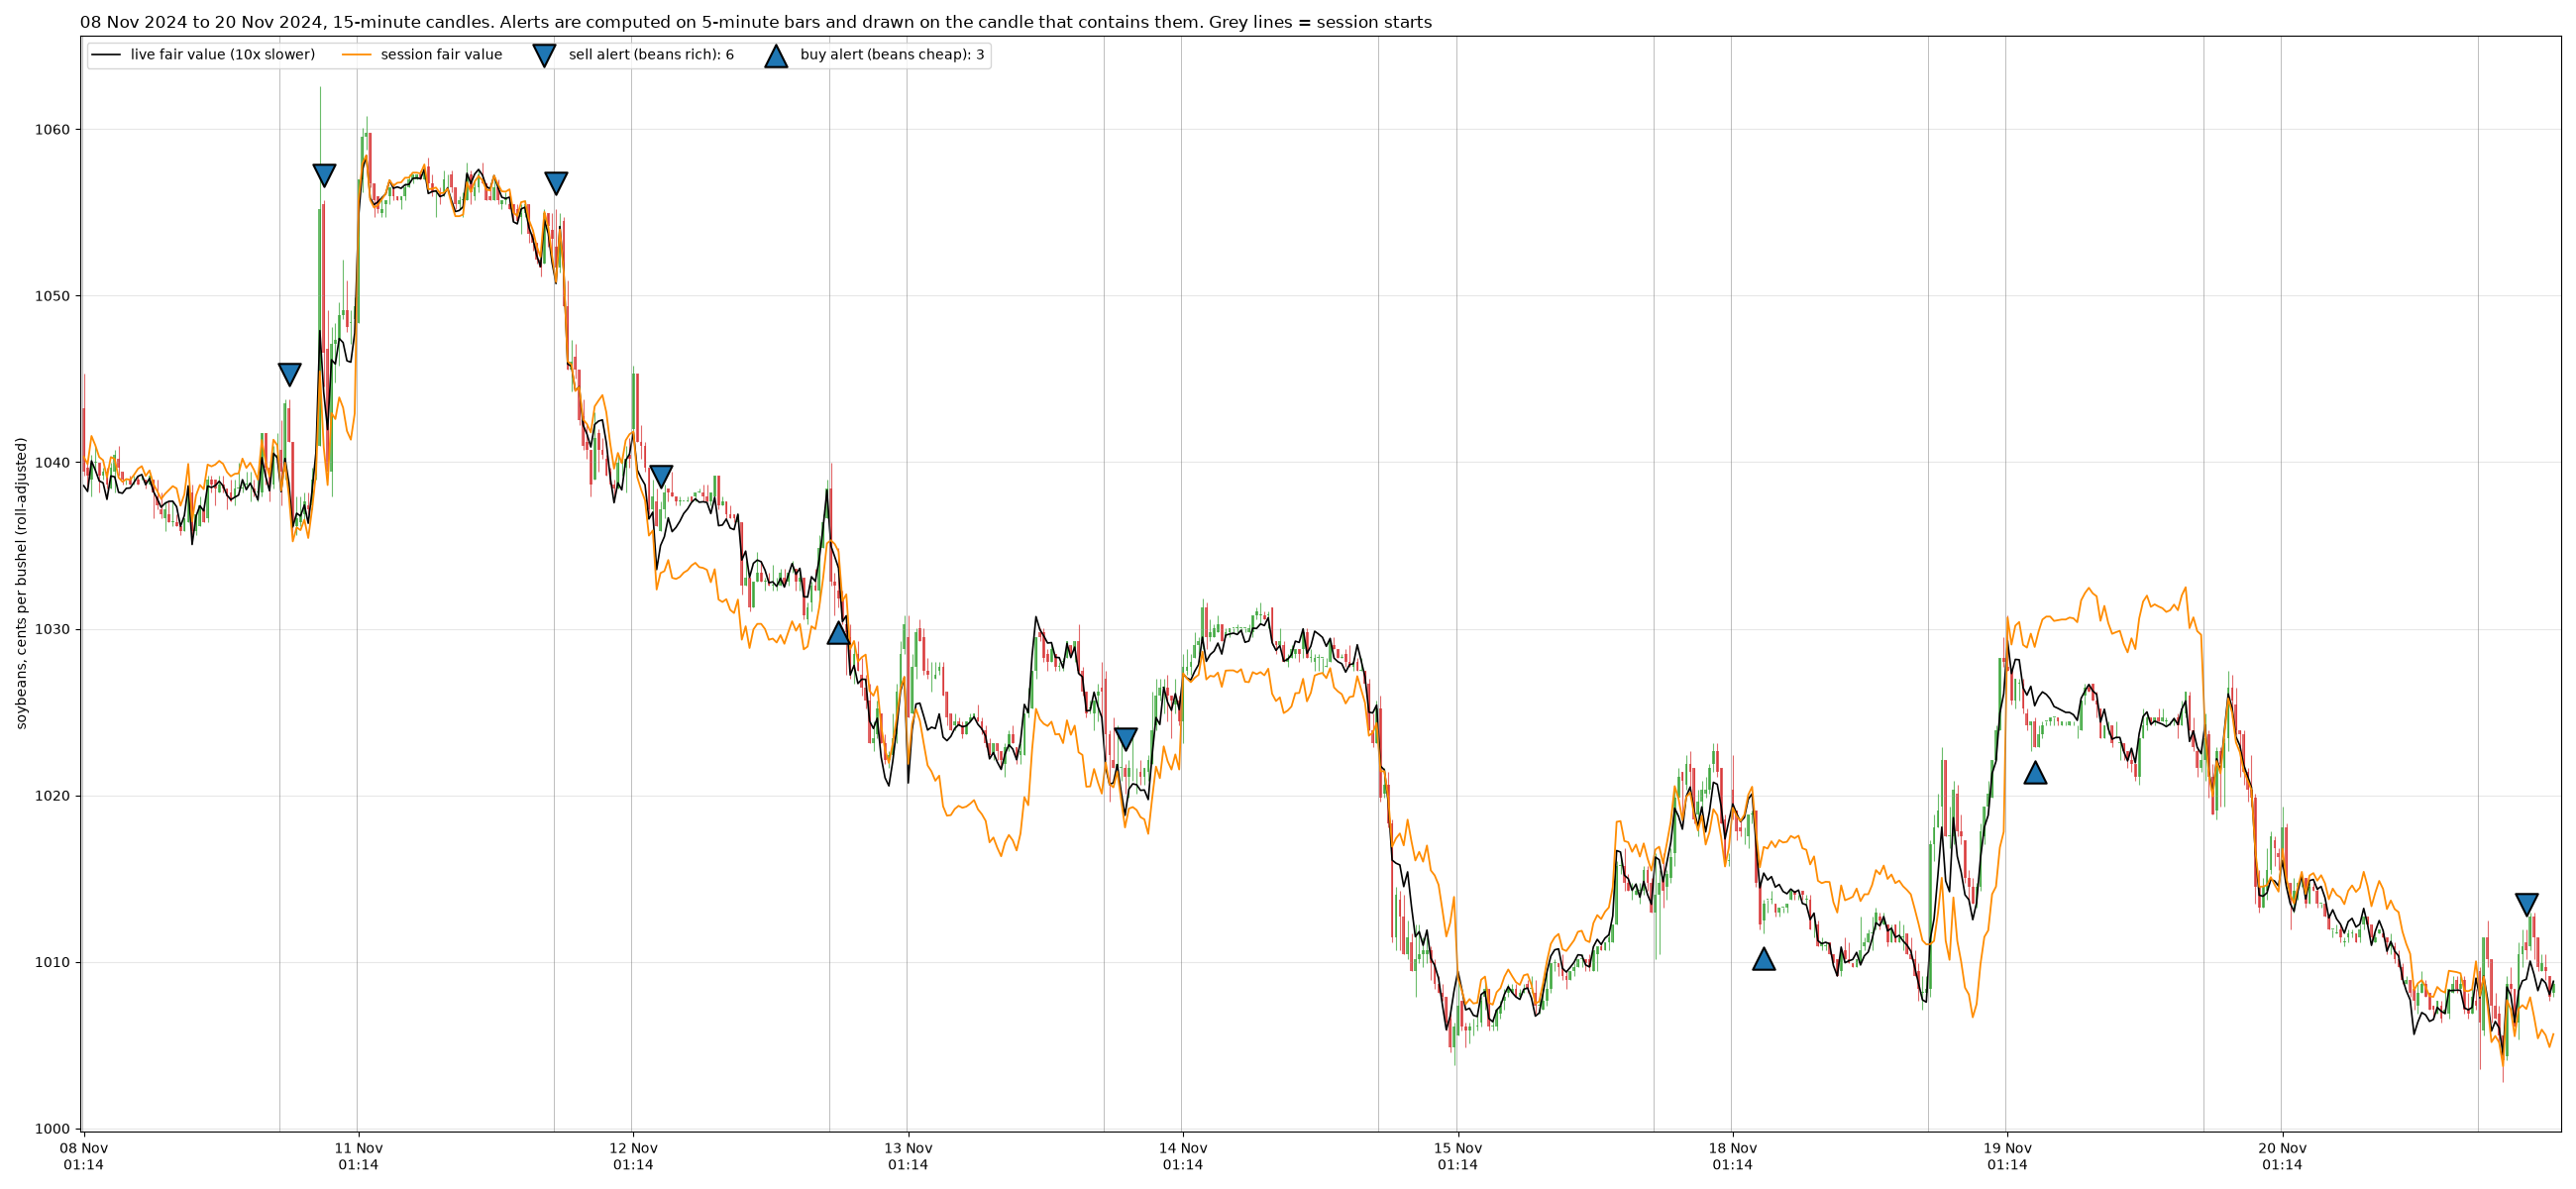 08 Nov 2024 to 20 Nov 2024, 15-minute candles. Alerts are computed on 5-minute bars and drawn on the candle that contains them. Grey lines = session starts
live fair value (10x slower)
session fair value
sell alert (beans rich): 6
buy alert (beans cheap): 3
soybeans, cents per bushel (roll-adjusted)
1060
1050
1040
1030
1020
1010
1000
08 Nov
01:14
11 Nov
01:14
12 Nov
01:14
13 Nov
01:14
14 Nov
01:14
15 Nov
01:14
18 Nov
01:14
19 Nov
01:14
20 Nov
01:14